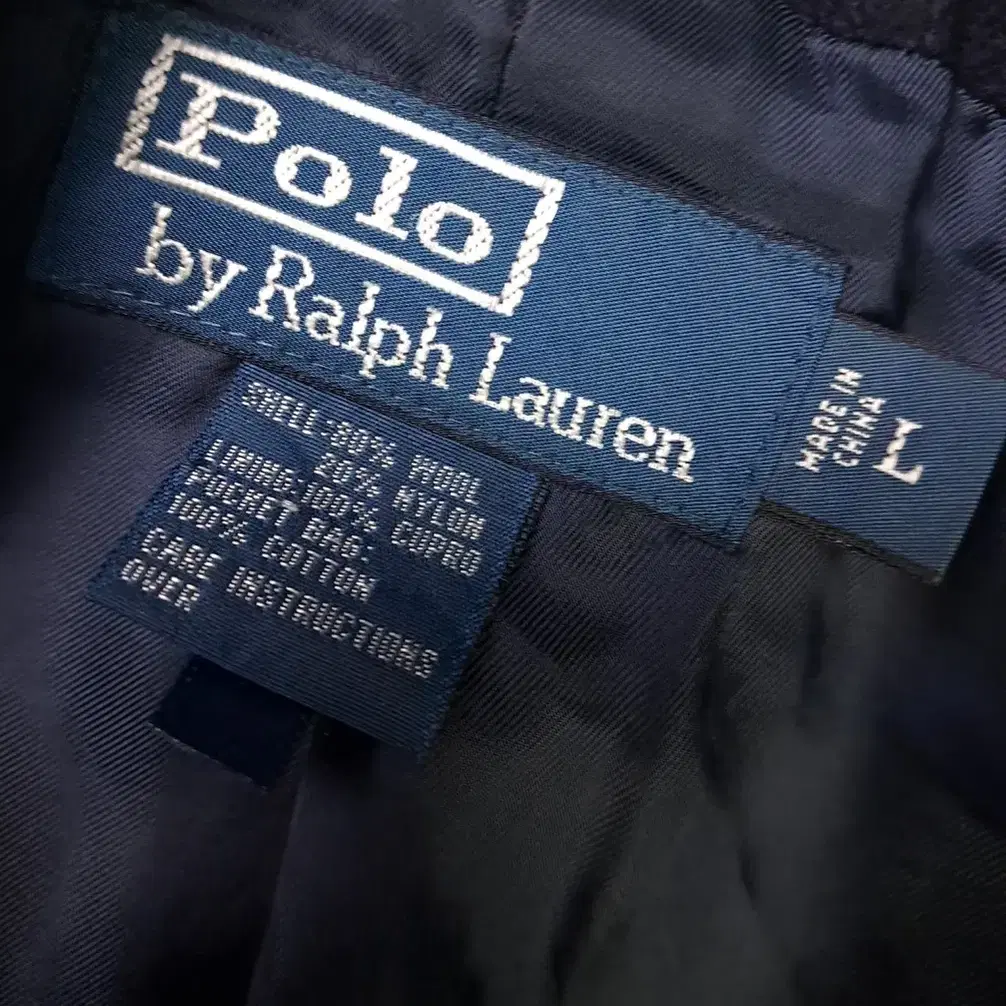 Polo
by Ralph Lauren
MADE IN
CHINA
L
SHELL:80% WOOL
20% NYLON
LINING:100% CUPRO
POCKET BAG:
100% COTTON
CARE INSTRUCTIONS
OVER